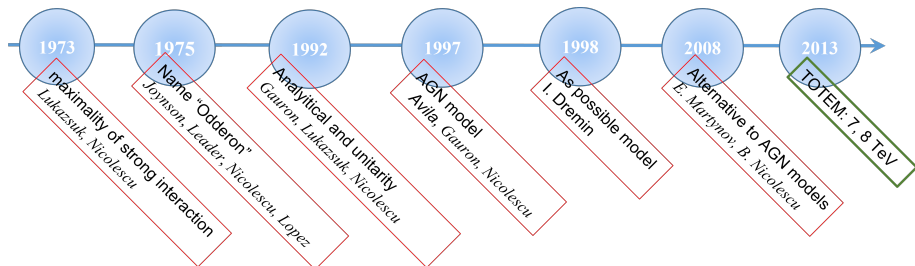 1973
maximality of strong interaction
Lukazsuk, Nicolescu
1975
Name “Odderon”
Joynson, Leader, Nicolescu, Lopez
1992
Analyitical and unitarity
Gauron, Lukazsuk, Nicolescu
1997
AGN model
Avila, Gauron, Nicolescu
1998
As possible model
I. Dremin
2008
Alternative to AGN models
E. Martynov, B. Nicolescu
2013
TOTEM: 7, 8 TeV